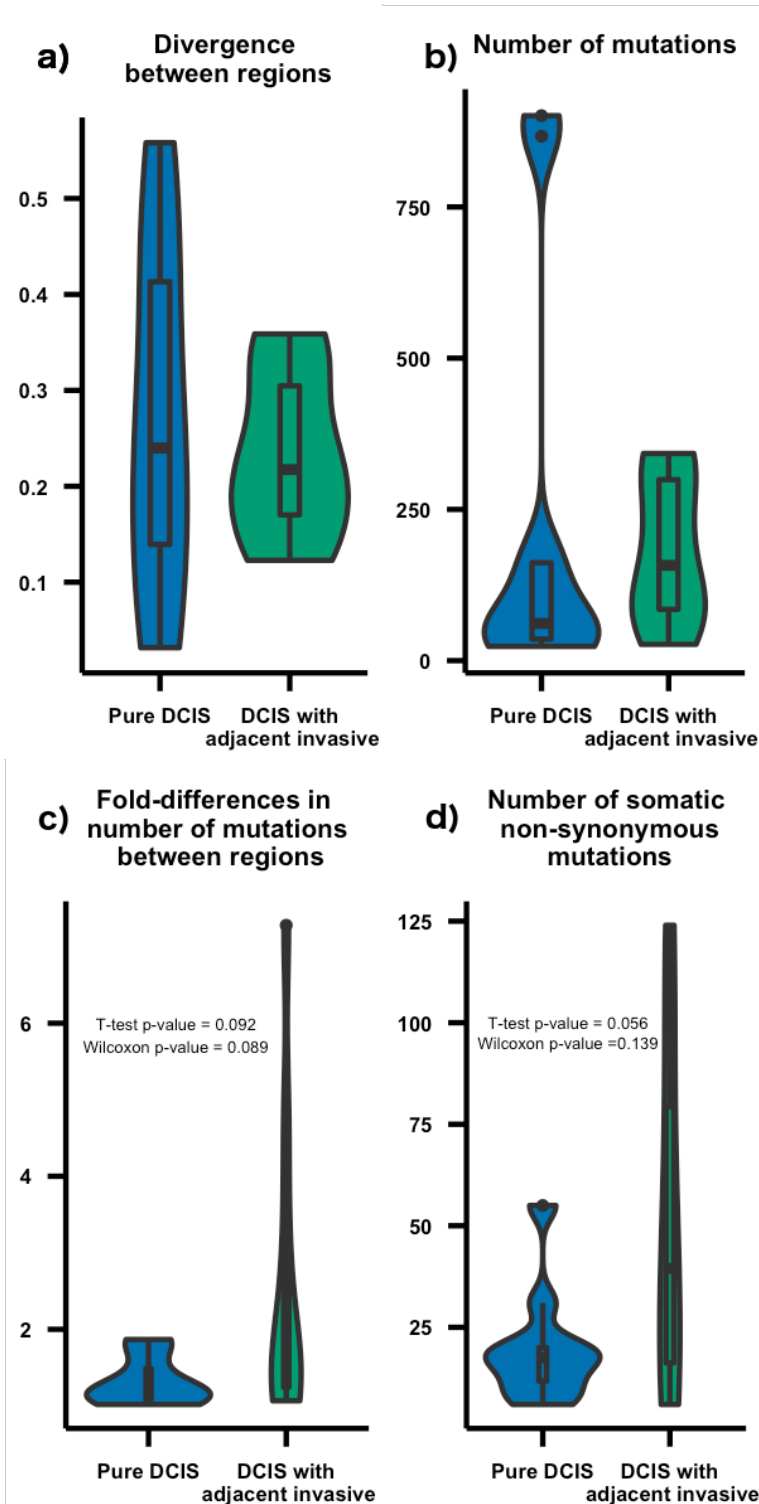 a)
Divergence
between regions
0.5
0.4
0.3
0.2
0.1
Pure DCIS
DCIS with
adjacent invasive
b)
Number of mutations
750
500
250
0
Pure DCIS
DCIS with
adjacent invasive
c)
Fold-differences in
number of mutations
between regions
6
4
2
T-test p-value = 0.092
Wilcoxon p-value = 0.089
Pure DCIS
DCIS with
adjacent invasive
d)
Number of somatic
non-synonymous
mutations
125
100
75
50
25
T-test p-value = 0.056
Wilcoxon p-value =0.139
Pure DCIS
DCIS with
adjacent invasive